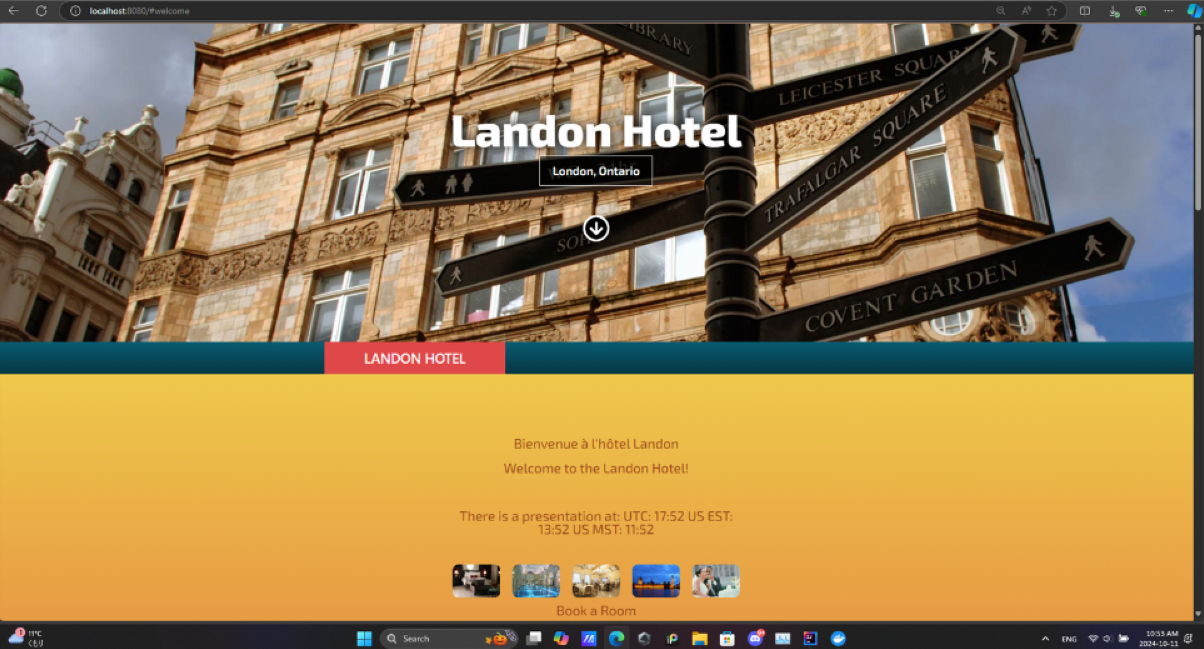 localhost:8080/#welcome
LIBRARY
LEICESTER SQUARE
TRAFALGAR SQUARE
Landon Hotel
London, Ontario
COVENT GARDEN
LANDON HOTEL
Bienvenue à l'hôtel Landon
Welcome to the Landon Hotel!
There is a presentation at: UTC: 17:52 US EST:
13:52 US MST: 11:52
Book a Room
11°C
くもり
Search
ENG
10:53 AM
2024-10-11